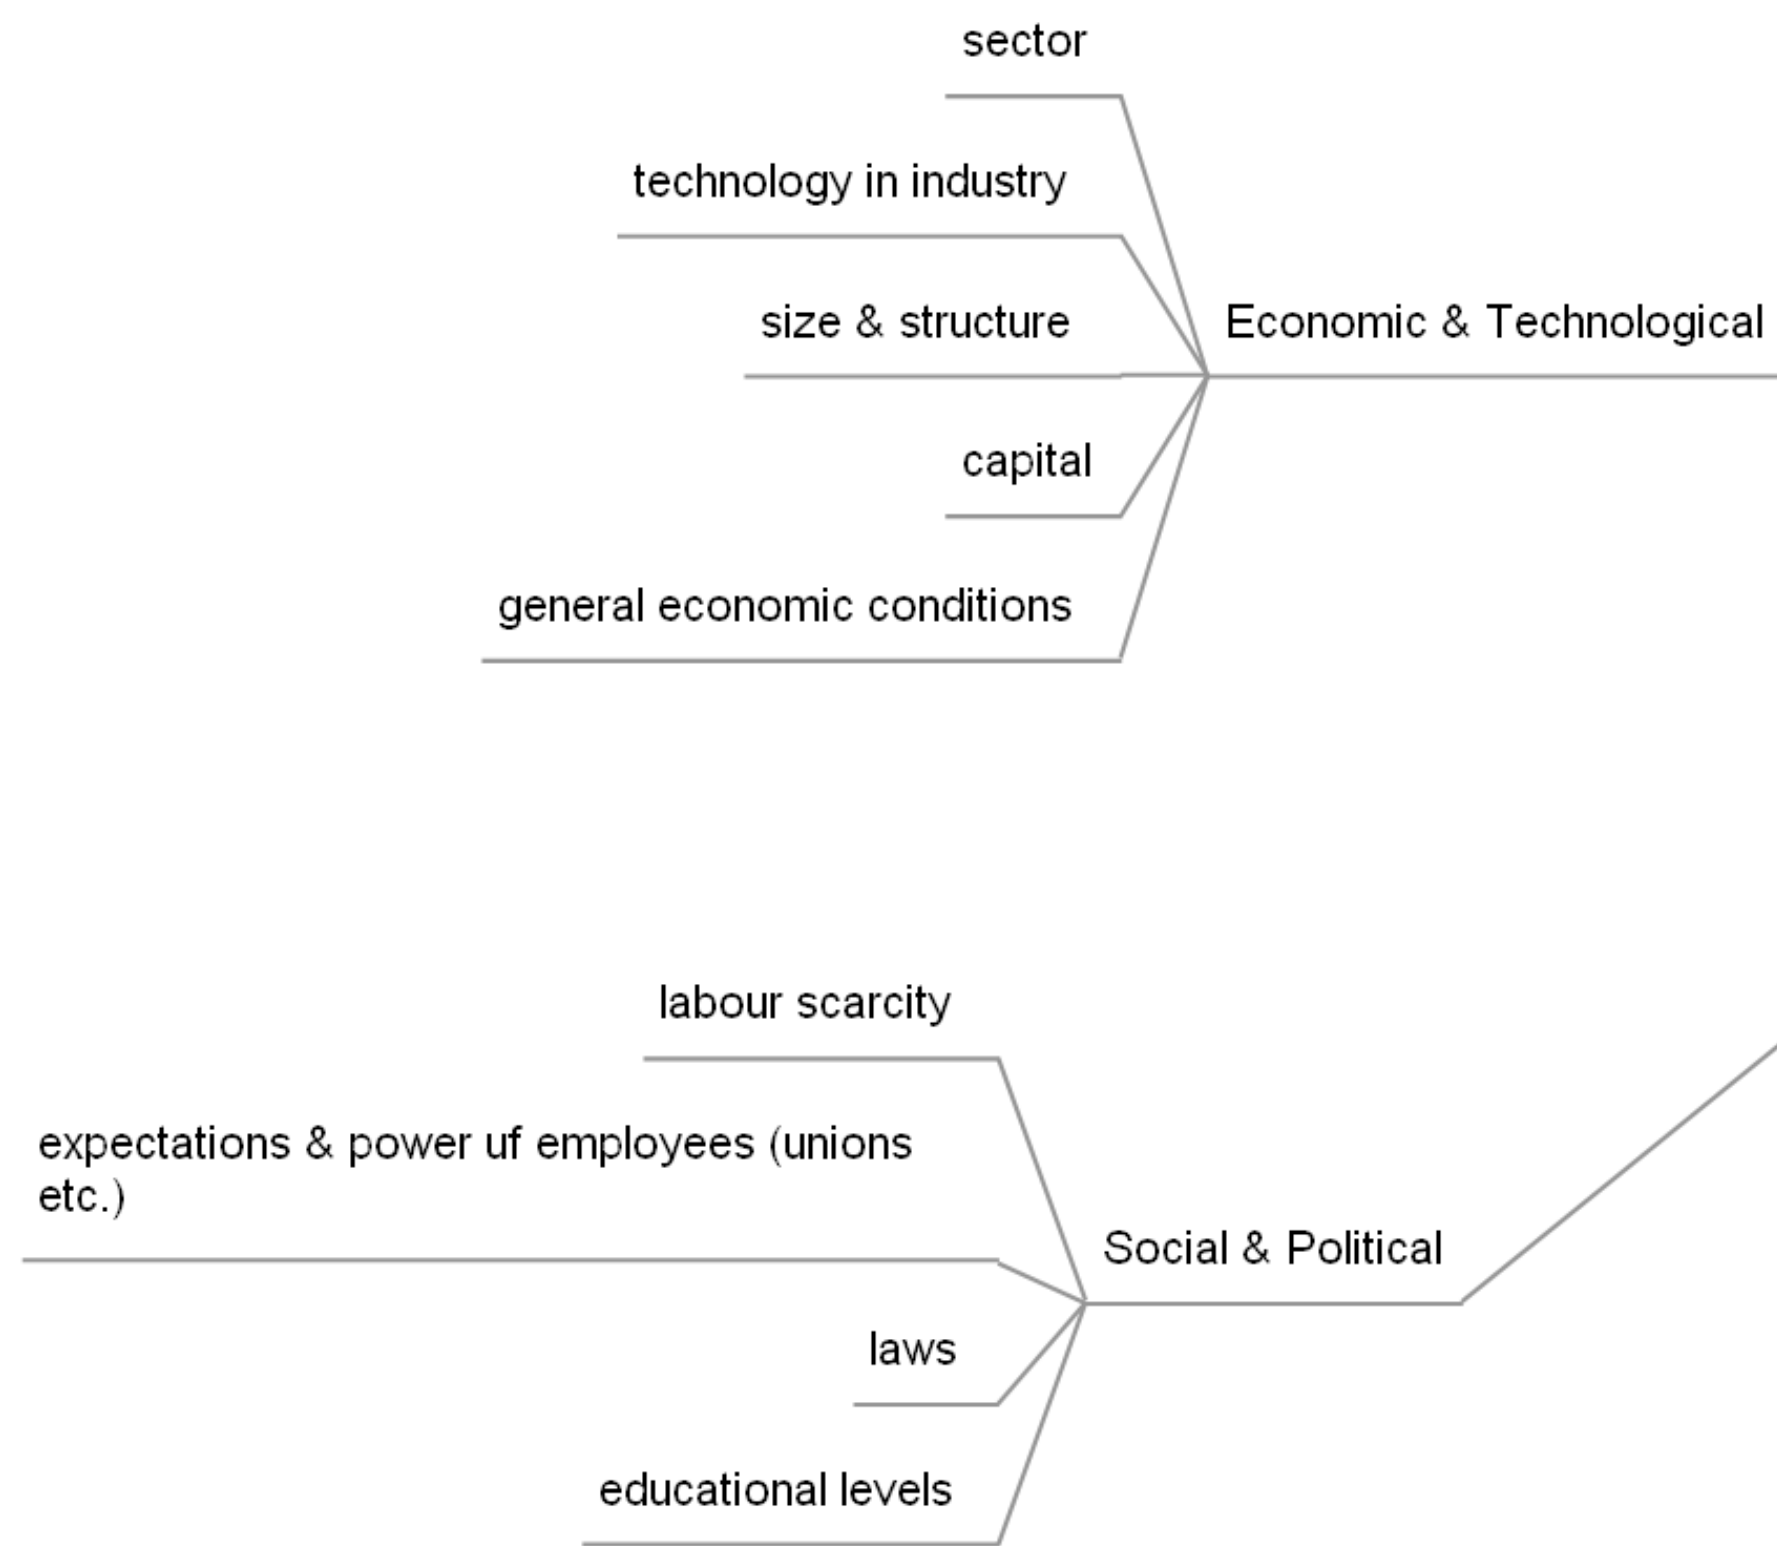 sector
technology in industry
size & structure
Economic & Technological
capital
general economic conditions
labour scarcity
expectations & power uf employees (unions
etc.)
Social & Political
laws
educational levels